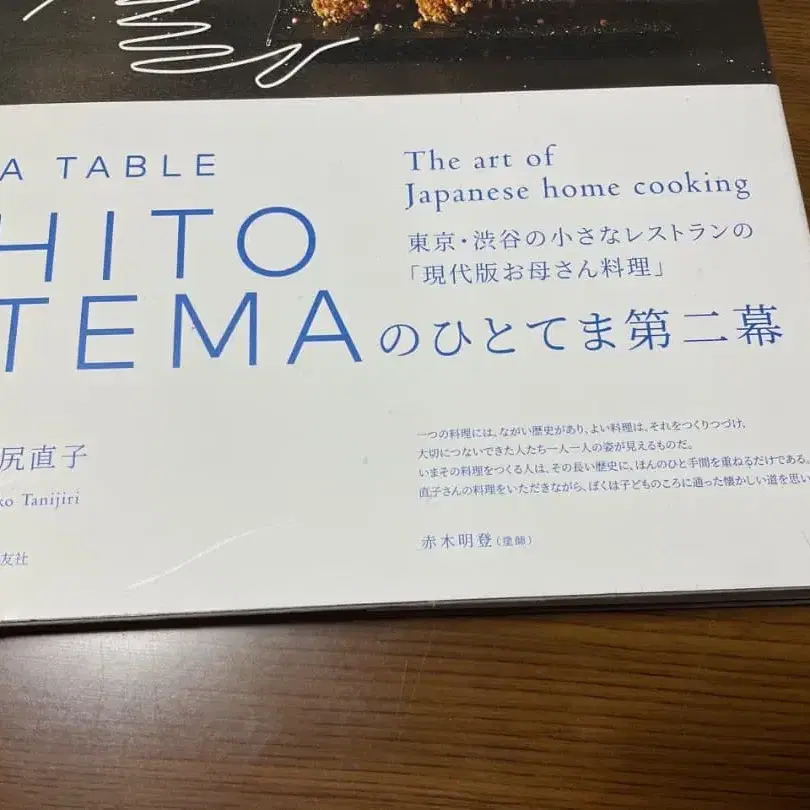 A TABLE
HITO
TEMAのひとてま第二幕
The art of
Japanese home cooking
東京・渋谷の小さなレストランの
「現代版お母さん料理」
尻直子
ko Tanijiri
友社
一つの料理には、ながい歴史があり、よい料理は、それをつくりつづけ、
大切につないできた人たち一人一人の姿が見えるものだ。
いまその料理をつくる人は、その長い歴史に、ほんのひと手間を重ねるだけである。
直子さんの料理をいただきながら、ぼくは子どものころに通った懐かしい道を思い
赤木明登（塗師）